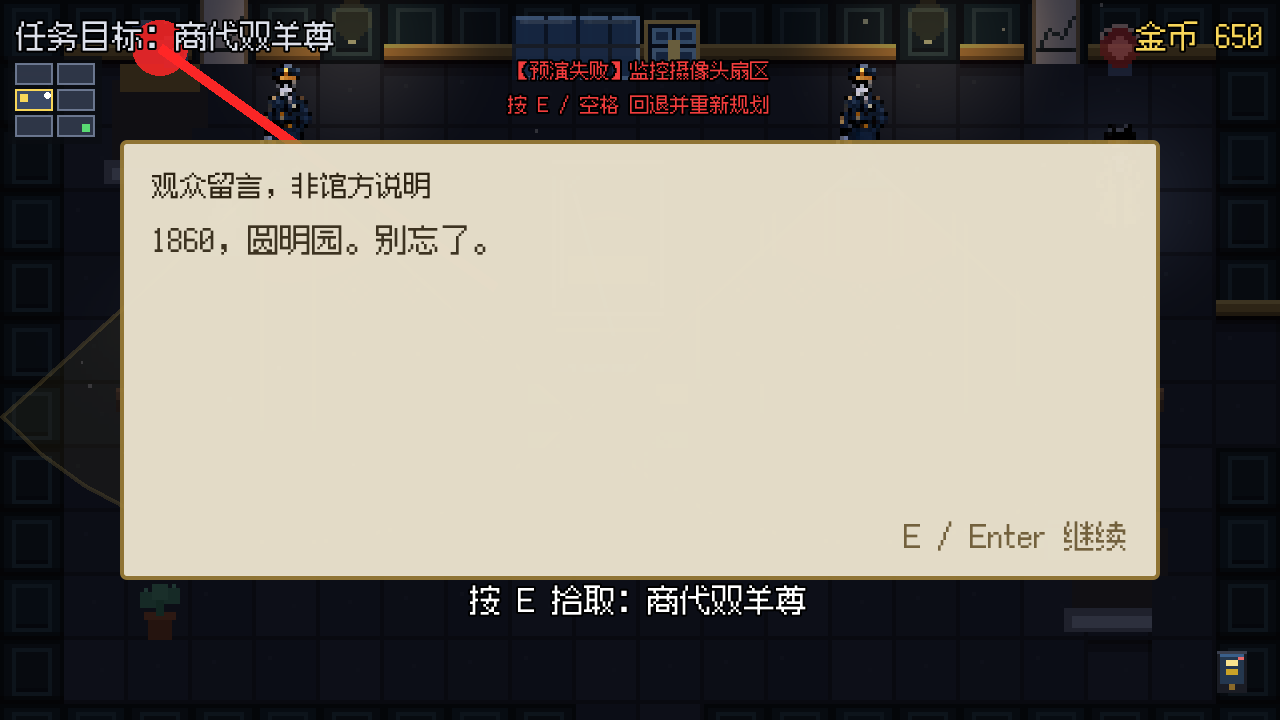 任务目标：商代双羊尊
金币 650
【预演失败】监控摄像头扇区
按 E / 空格 回退并重新规划
观众留言，非馆方说明
1860，圆明园。别忘了。
E / Enter 继续
按 E 拾取：商代双羊尊